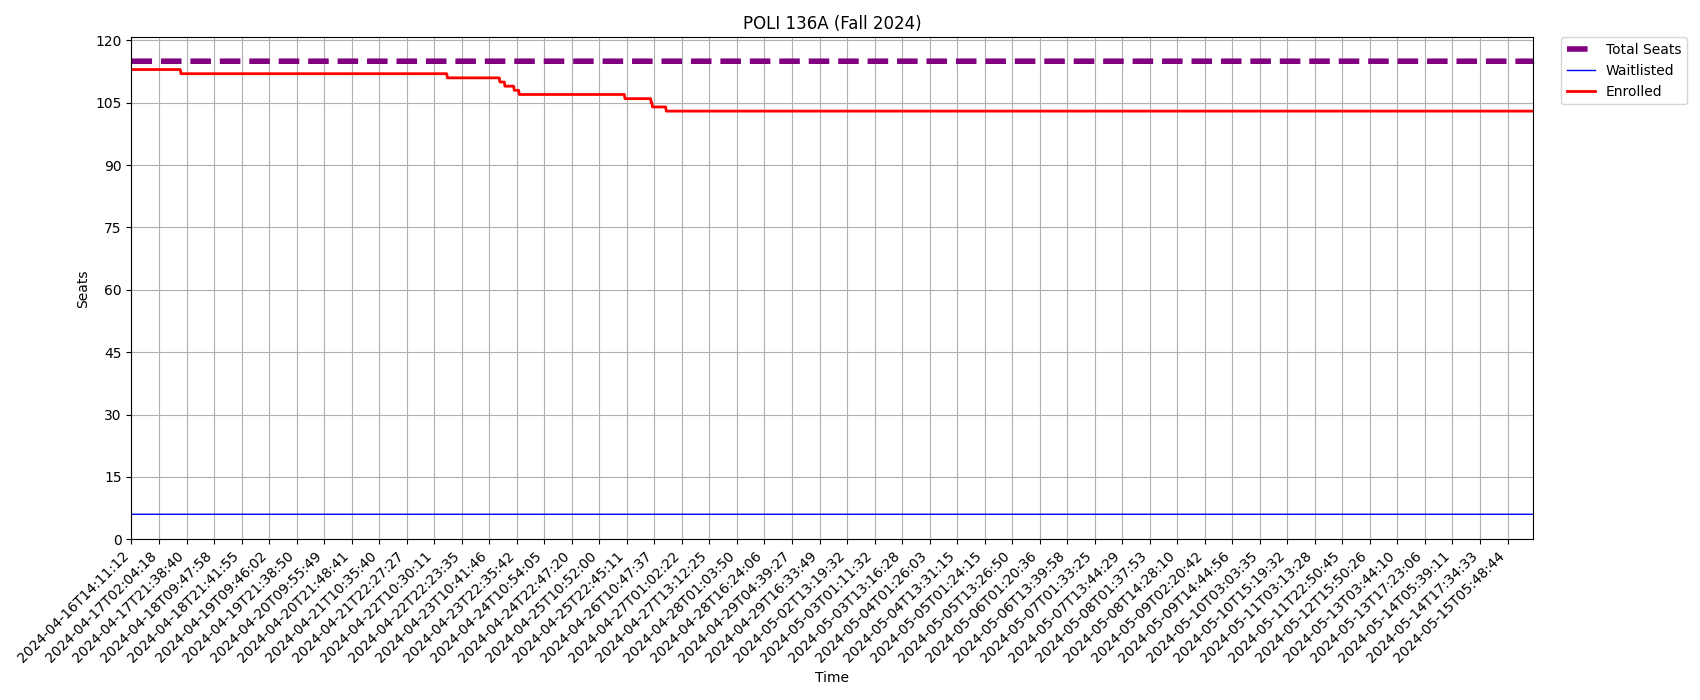 POLI 136A (Fall 2024)
120
105
90
75
60
45
30
15
0
Seats
Total Seats
Waitlisted
Enrolled
2024-04-16T14:11:12
2024-04-17T02:04:18
2024-04-17T21:38:40
2024-04-18T09:47:58
2024-04-18T21:41:55
2024-04-19T09:46:02
2024-04-19T21:38:50
2024-04-20T09:55:49
2024-04-20T21:48:41
2024-04-21T10:35:40
2024-04-21T22:27:27
2024-04-22T10:30:11
2024-04-22T22:23:35
2024-04-23T10:41:46
2024-04-23T22:35:42
2024-04-24T10:54:05
2024-04-24T22:47:20
2024-04-25T10:52:00
2024-04-25T22:45:11
2024-04-26T10:47:37
2024-04-27T01:02:22
2024-04-27T13:12:25
2024-04-28T01:03:50
2024-04-28T16:24:06
2024-04-29T04:39:27
2024-04-29T16:33:49
2024-05-02T13:19:32
2024-05-03T01:11:32
2024-05-03T13:16:28
2024-05-04T01:26:03
2024-05-04T13:31:15
2024-05-05T01:24:15
2024-05-05T13:26:50
2024-05-06T01:20:36
2024-05-06T13:39:58
2024-05-07T01:33:25
2024-05-07T13:44:29
2024-05-08T01:37:53
2024-05-08T14:28:10
2024-05-09T02:20:42
2024-05-09T14:44:56
2024-05-10T03:03:35
2024-05-10T15:19:32
2024-05-11T03:13:28
2024-05-11T22:50:45
2024-05-12T15:50:26
2024-05-13T03:44:10
2024-05-13T17:23:06
2024-05-14T05:39:11
2024-05-14T17:34:33
2024-05-15T05:48:44
Time